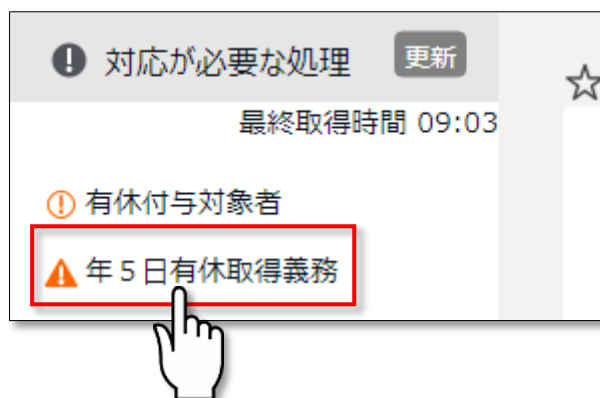 対応が必要な処理 更新
最終取得時間 09:03
有休付与対象者
年5日有休取得義務